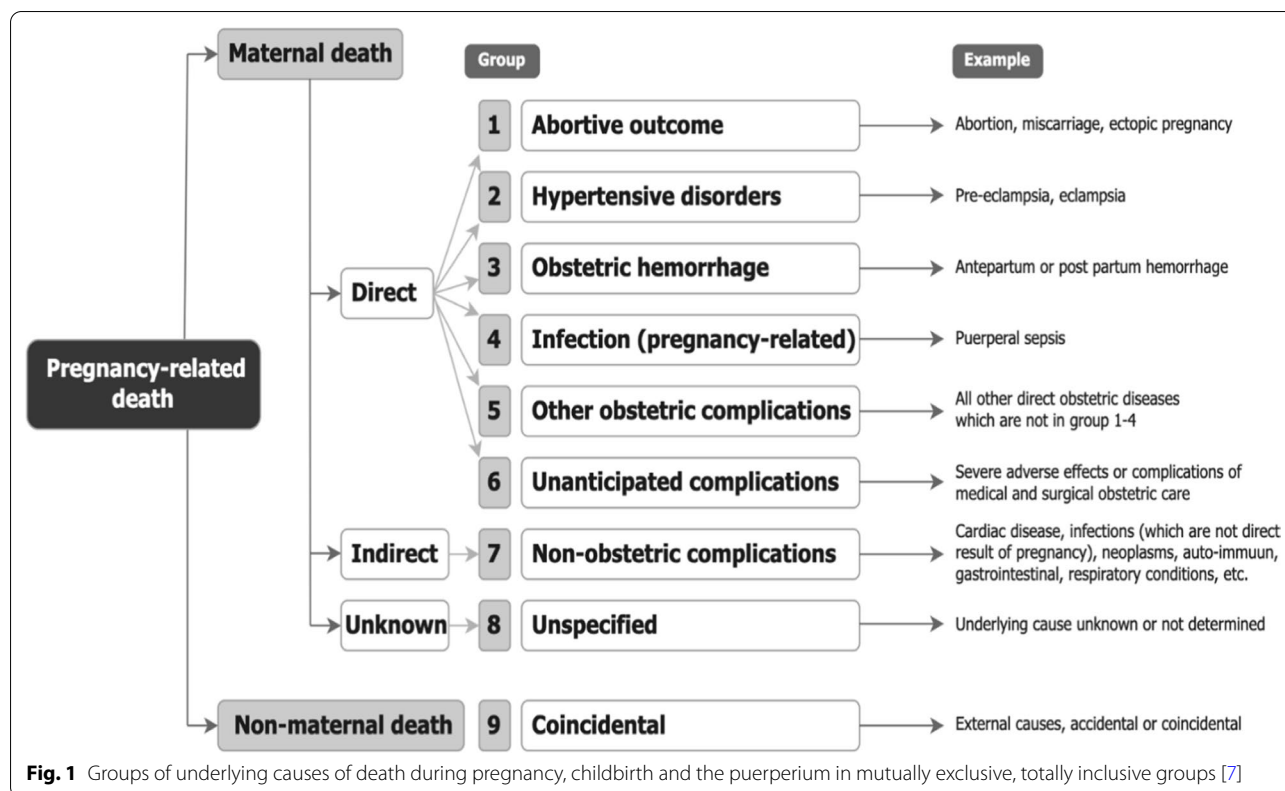 Maternal death
Group
Example
1 Abortive outcome
Abortion, miscarriage, ectopic pregnancy
2 Hypertensive disorders
Pre-eclampsia, eclampsia
3 Obstetric hemorrhage
Antepartum or post partum hemorrhage
Direct
4 Infection (pregnancy-related)
Puerperal sepsis
Pregnancy-related
death
5 Other obstetric complications
All other direct obstetric diseases
which are not in group 1-4
6 Unanticipated complications
Severe adverse effects or complications of
medical and surgical obstetric care
Indirect
7 Non-obstetric complications
Cardiac disease, infections (which are not direct
result of pregnancy), neoplasms, auto-immuun,
gastrointestinal, respiratory conditions, etc.
Unknown
8 Unspecified
Underlying cause unknown or not determined
Non-maternal death
9 Coincidental
External causes, accidental or coincidental
Fig. 1 Groups of underlying causes of death during pregnancy, childbirth and the puerperium in mutually exclusive, totally inclusive groups [7]